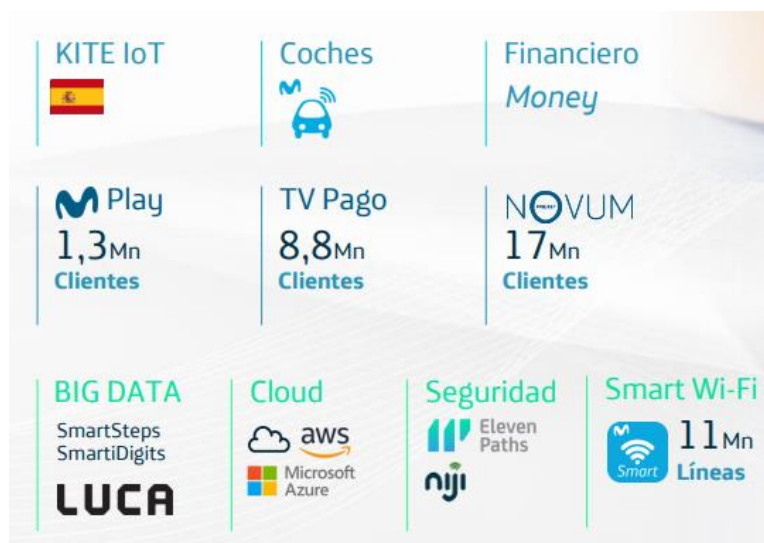 KITE IoT
Coches
Financiero
Money
Play
1,3Mn
Clientes
TV Pago
8,8Mn
Clientes
NOVUM
17Mn
Clientes
BIG DATA
SmartSteps
SmartiDigits
LUCA
Cloud
aws
Microsoft
Azure
Seguridad
Eleven
Paths
niji
Smart Wi-Fi
Smart
11Mn
Líneas